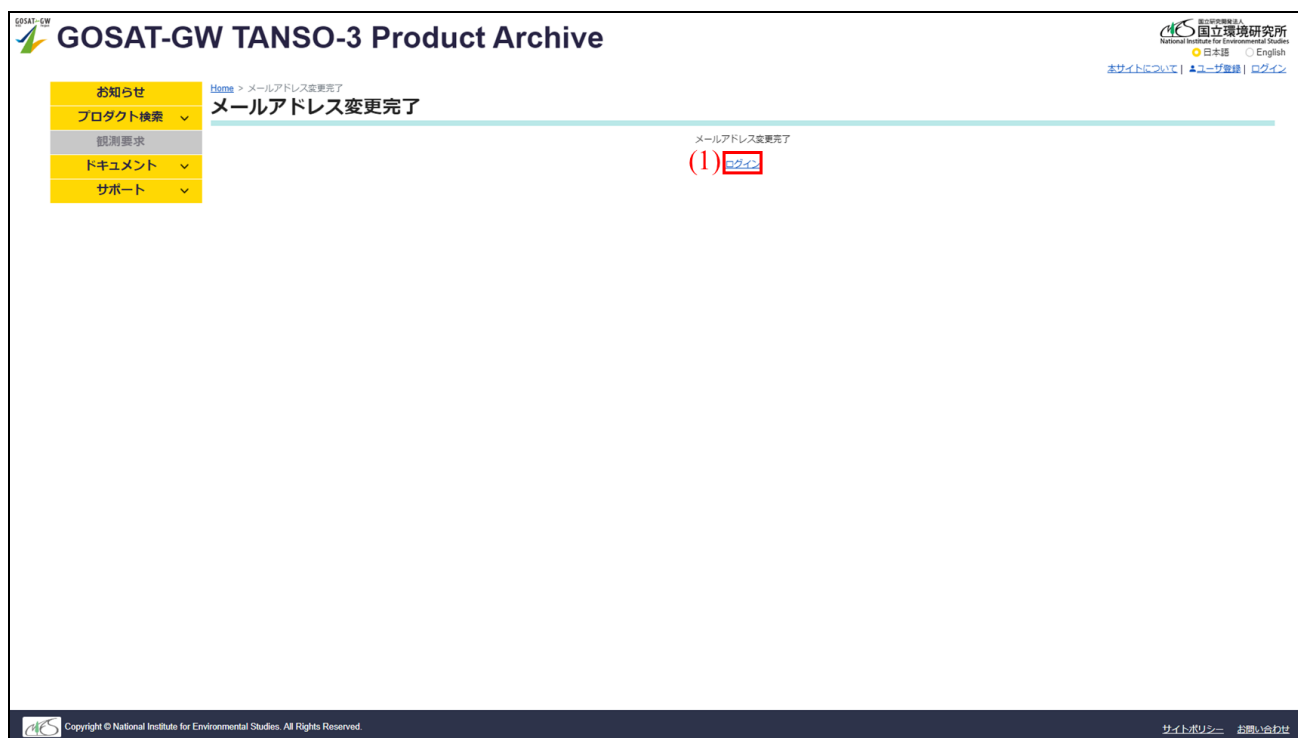 GOSAT-GW
GOSAT-GW TANSO-3 Product Archive
国立研究開発法人
国立環境研究所
National Institute for Environmental Studies
日本語 English
本サイトについて | ユーザ登録 | ログイン
お知らせ
プロダクト検索
観測要求
ドキュメント
サポート
Home > メールアドレス変更完了
メールアドレス変更完了
メールアドレス変更完了
(1) ログイン
NIES Copyright © National Institute for Environmental Studies. All Rights Reserved.
サイトポリシー お問い合わせ